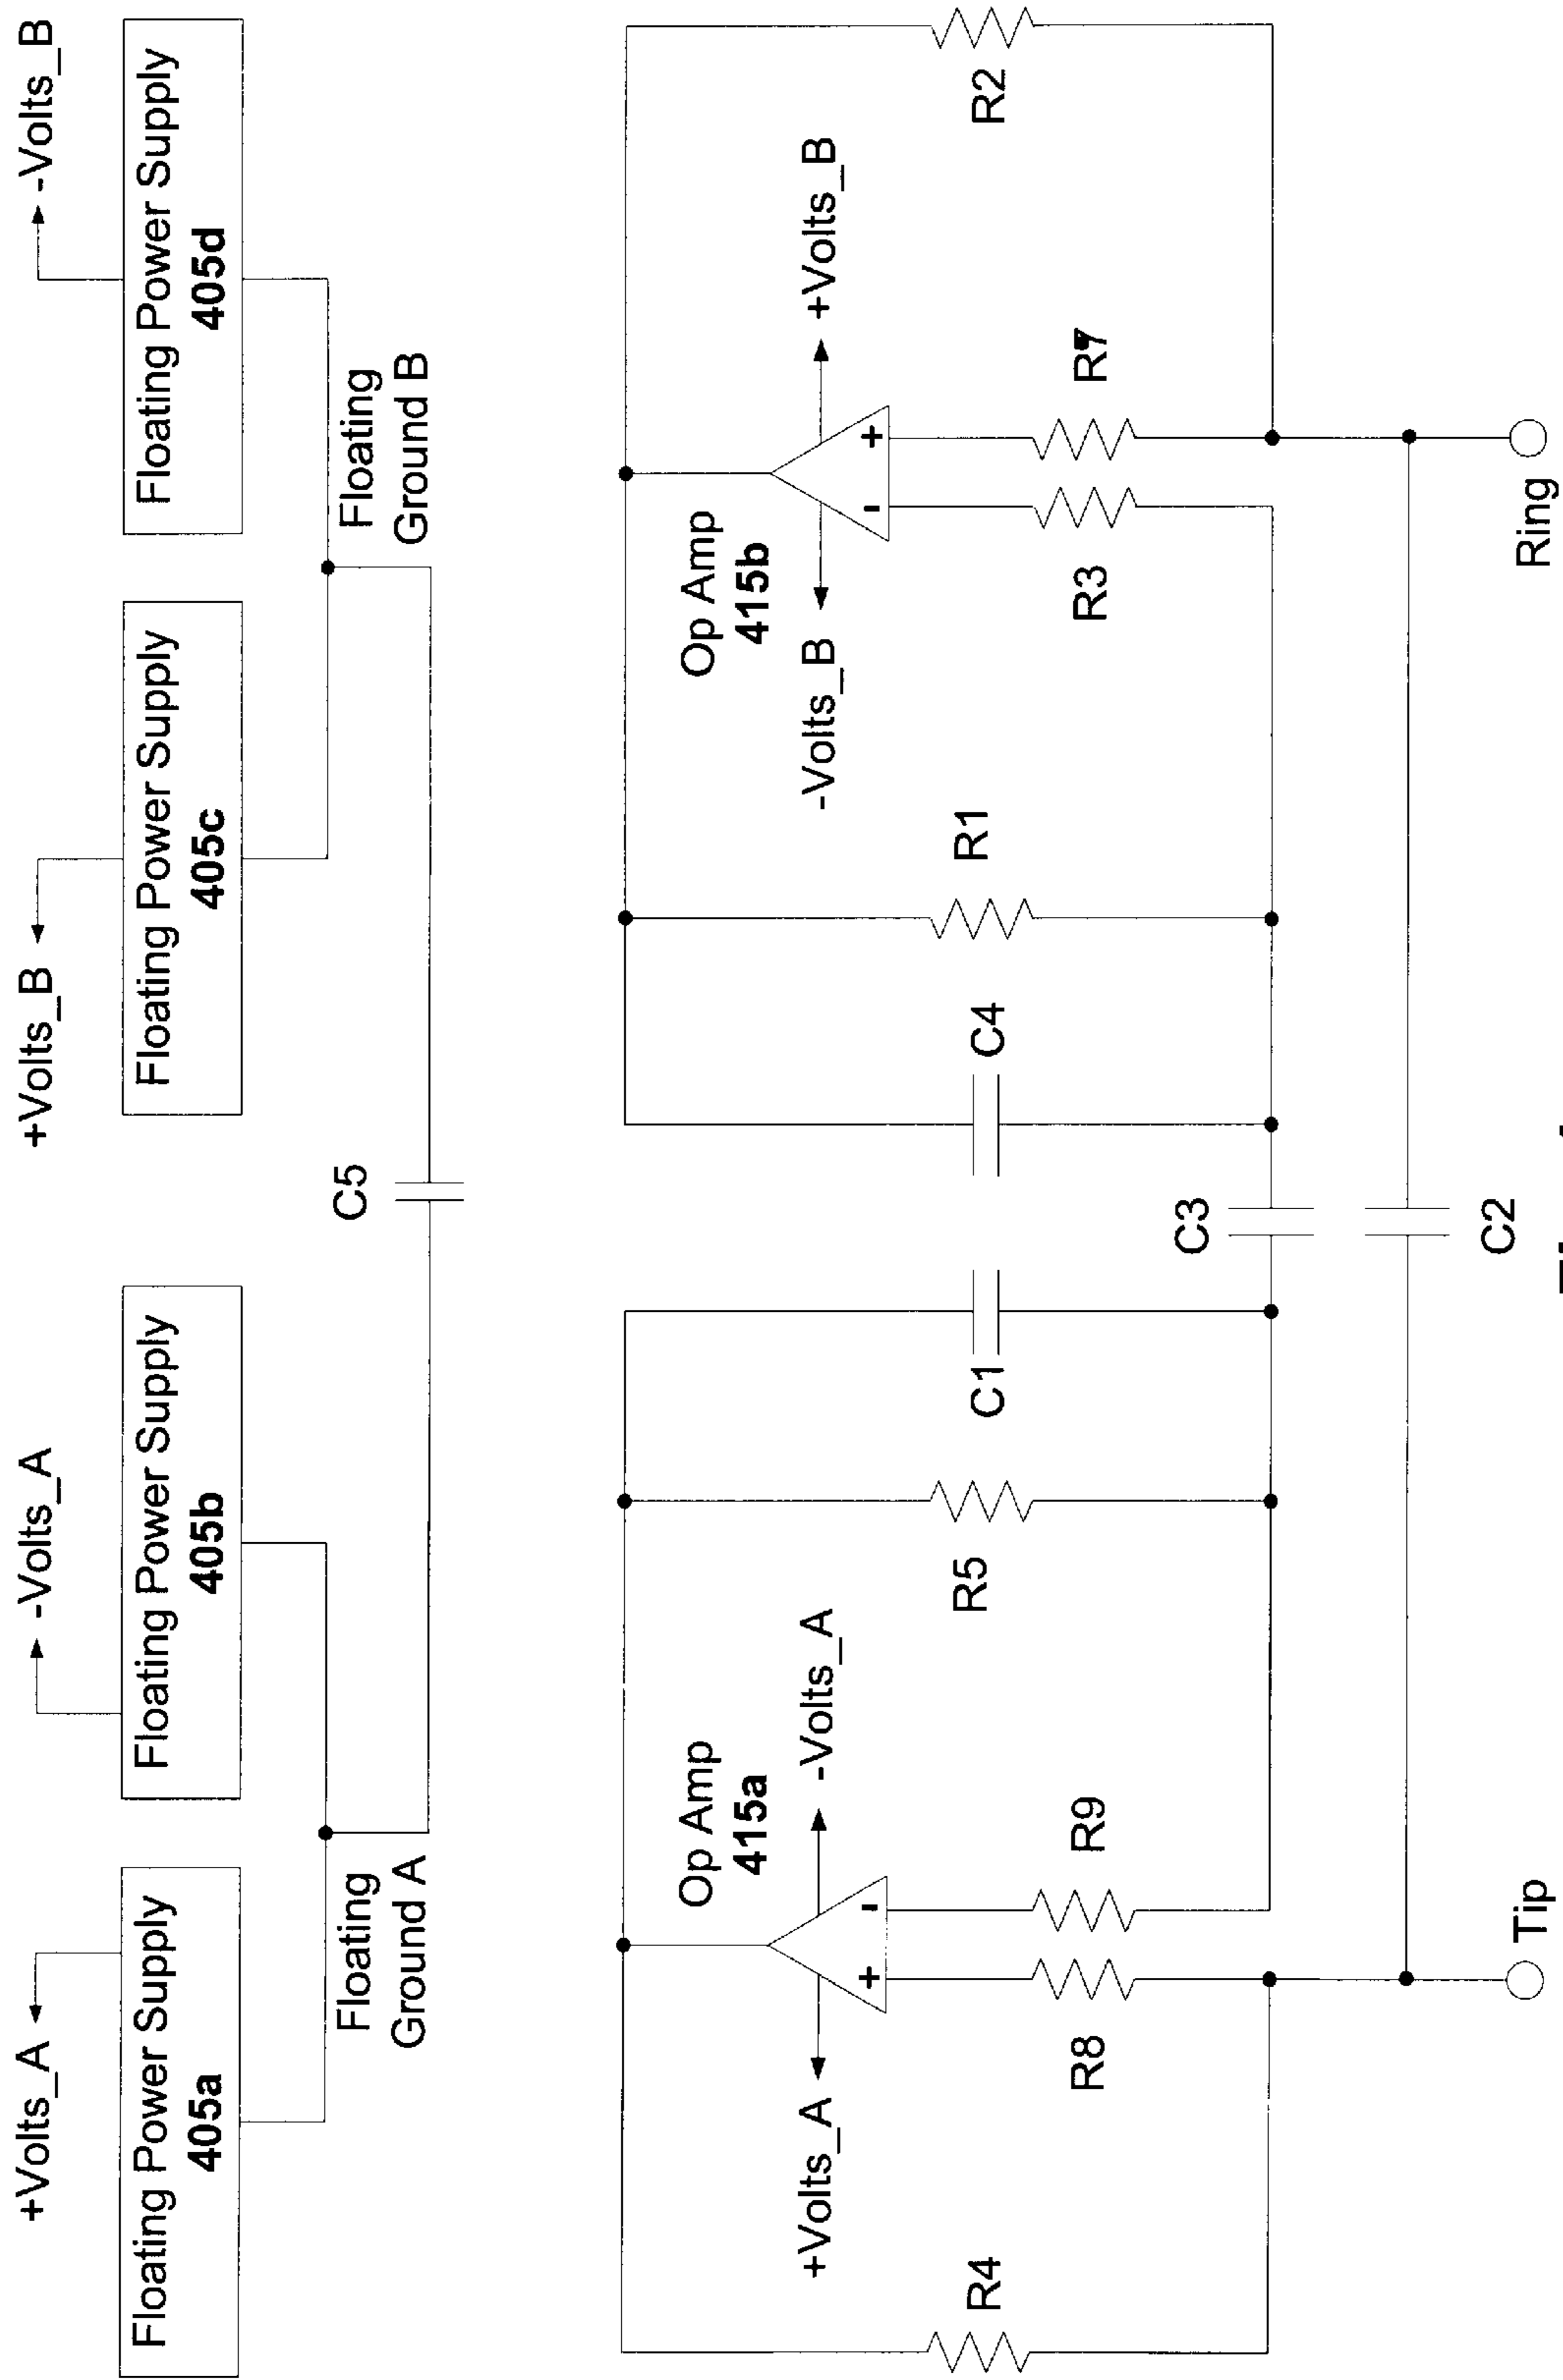 +Volts_A
-Volts_A
+Volts_B
-Volts_B
Floating Power Supply
405a
Floating Power Supply
405b
Floating Power Supply
405c
Floating Power Supply
405d
Floating
Ground A
C5
Floating
Ground B
Op Amp
415a
Op Amp
415b
+Volts_A
-Volts_A
-Volts_B
+Volts_B
+
-
-
+
R4
R8
R9
R5
C1
C4
R1
R3
R7
R2
C3
C2
Tip
Ring